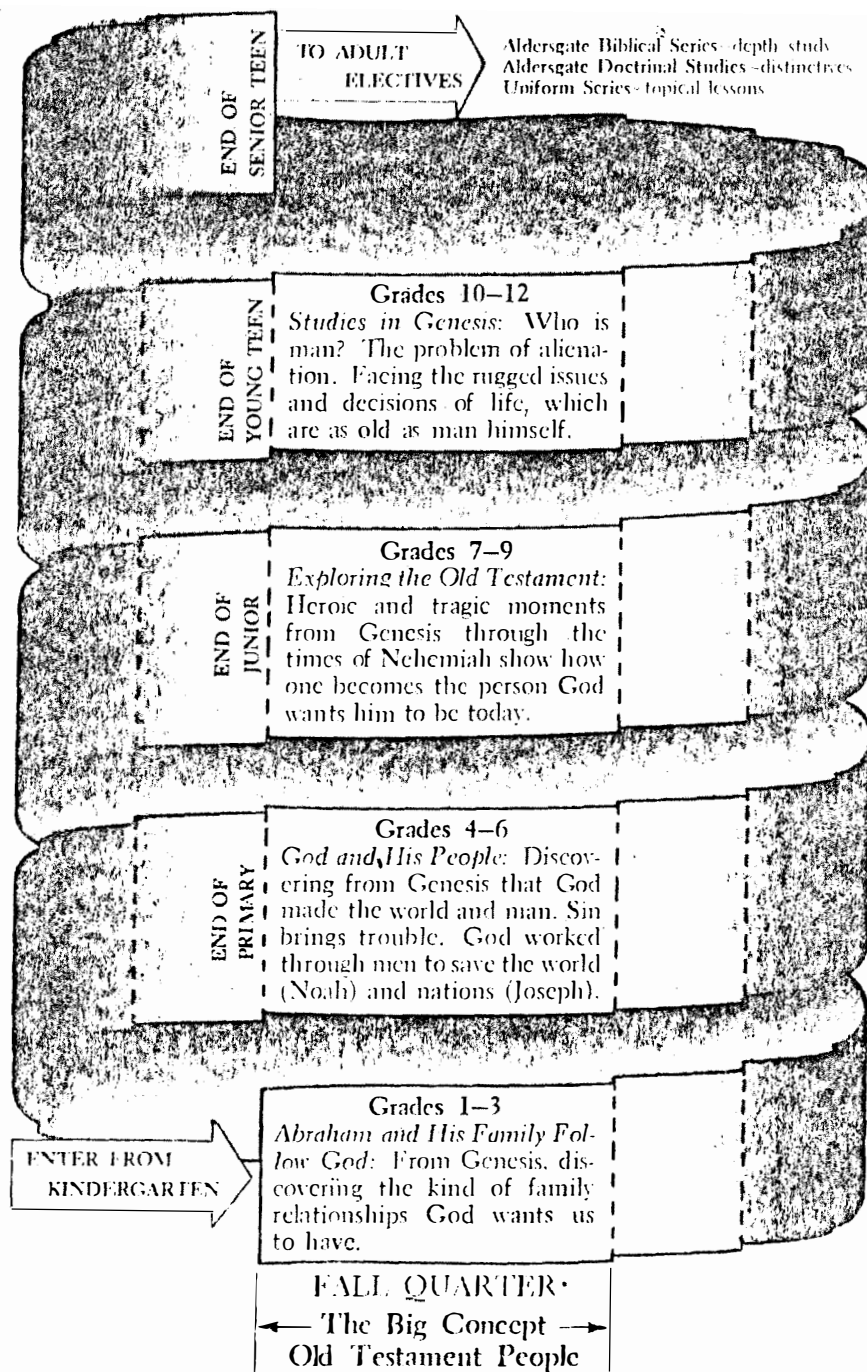 TO ADULT
ELECTIVES
Aldersgate Biblical Series–depth study
Aldersgate Doctrinal Studies–distinctives
Uniform Series–topical lessons
END OF
SENIOR TEEN
END OF
YOUNG TEEN
Grades 10–12
Studies in Genesis: Who is
man? The problem of aliena-
tion. Facing the rugged issues
and decisions of life, which
are as old as man himself.
END OF
JUNIOR
Grades 7–9
Exploring the Old Testament:
Heroic and tragic moments
from Genesis through the
times of Nehemiah show how
one becomes the person God
wants him to be today.
END OF
PRIMARY
Grades 4–6
God and His People: Discov-
ering from Genesis that God
made the world and man. Sin
brings trouble. God worked
through men to save the world
(Noah) and nations (Joseph).
ENTER FROM
KINDERGARTEN
Grades 1–3
Abraham and His Family Fol-
low God: From Genesis, dis-
covering the kind of family
relationships God wants us
to have.
FALL QUARTER·
The Big Concept
Old Testament People